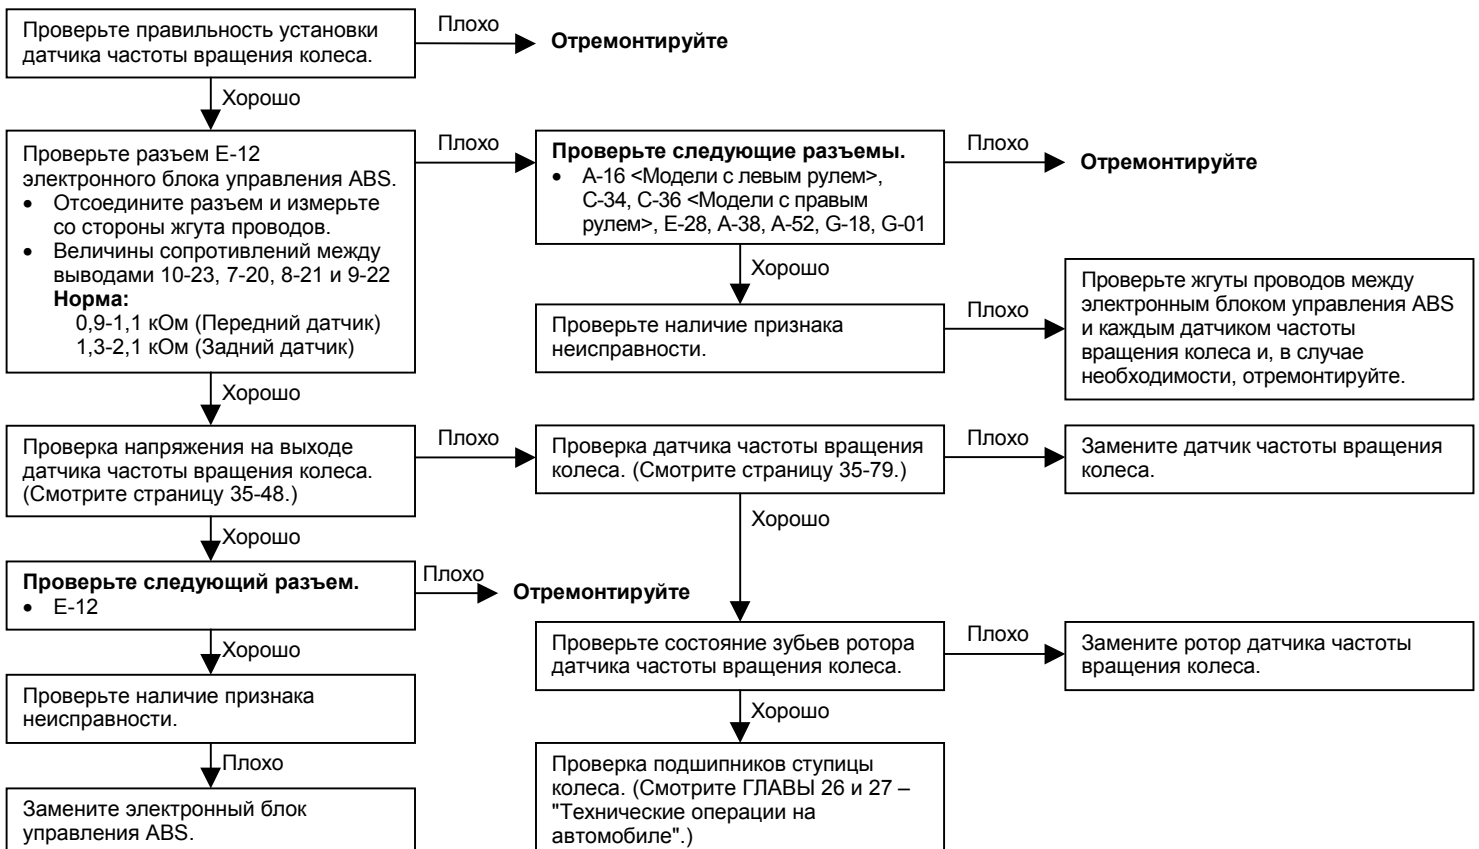 Проверьте правильность установки
датчика частоты вращения колеса.
Плохо
Отремонтируйте
Хорошо
Проверьте разъем E-12
электронного блока управления ABS.
• Отсоедините разъем и измерьте
со стороны жгута проводов.
• Величины сопротивлений между
выводами 10-23, 7-20, 8-21 и 9-22
Норма:
0,9-1,1 кОм (Передний датчик)
1,3-2,1 кОм (Задний датчик)
Плохо
Проверьте следующие разъемы.
• A-16 <Модели с левым рулем>,
C-34, C-36 <Модели с правым
рулем>, E-28, A-38, A-52, G-18, G-01
Плохо
Отремонтируйте
Хорошо
Проверьте наличие признака
неисправности.
Плохо
Проверьте жгуты проводов между
электронным блоком управления ABS
и каждым датчиком частоты
вращения колеса и, в случае
необходимости, отремонтируйте.
Хорошо
Проверка напряжения на выходе
датчика частоты вращения колеса.
(Смотрите страницу 35-48.)
Плохо
Проверка датчика частоты вращения
колеса. (Смотрите страницу 35-79.)
Плохо
Замените датчик частоты вращения
колеса.
Хорошо
Хорошо
Проверьте следующий разъем.
• E-12
Плохо
Отремонтируйте
Хорошо
Проверьте состояние зубьев ротора
датчика частоты вращения колеса.
Плохо
Замените ротор датчика частоты
вращения колеса.
Проверьте наличие признака
неисправности.
Хорошо
Плохо
Проверка подшипников ступицы
колеса. (Смотрите ГЛАВЫ 26 и 27 –
"Технические операции на
автомобиле".)
Замените электронный блок
управления ABS.